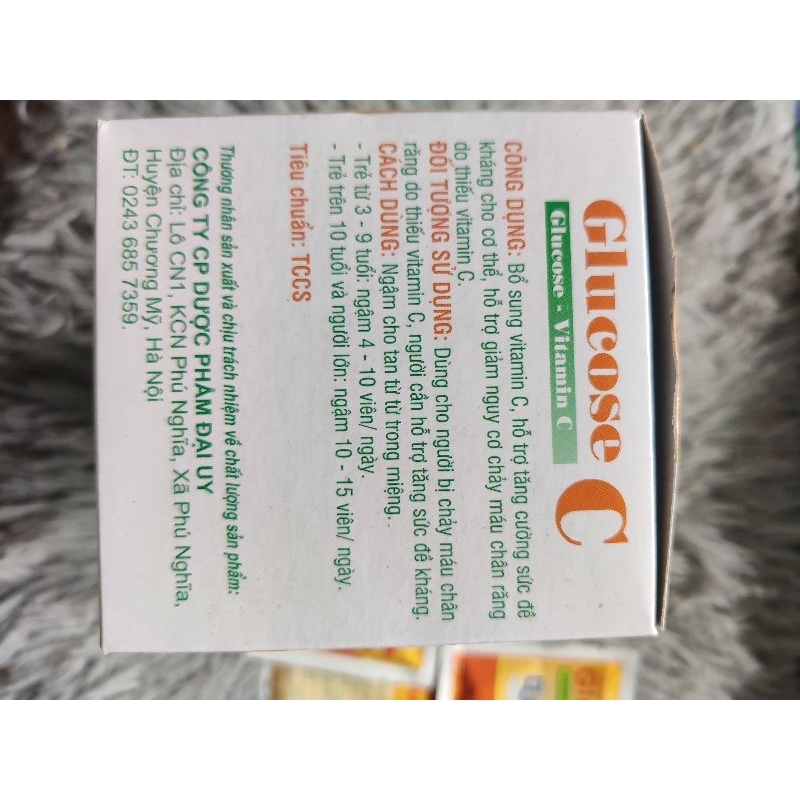 Glucose C
Glucose - Vitamin C
CÔNG DỤNG: Bổ sung vitamin C, hỗ trợ tăng cường sức đề
kháng cho cơ thể, hỗ trợ giảm nguy cơ chảy máu chân răng
do thiếu vitamin C.
ĐỐI TƯỢNG SỬ DỤNG: Dùng cho người bị chảy máu chân
răng do thiếu vitamin C, người cần hỗ trợ tăng sức đề kháng.
CÁCH DÙNG: Ngậm cho tan từ từ trong miệng.
- Trẻ từ 3 - 9 tuổi: ngậm 4 - 10 viên/ ngày.
- Trẻ trên 10 tuổi và người lớn: ngậm 10 - 15 viên/ ngày.
Tiêu chuẩn: TCCS
Thương nhân sản xuất và chịu trách nhiệm về chất lượng sản phẩm:
CÔNG TY CP DƯỢC PHẨM ĐẠI UY
Địa chỉ: Lô CN1, KCN Phú Nghĩa, Xã Phú Nghĩa,
Huyện Chương Mỹ, Hà Nội
ĐT: 0243 685 7359.